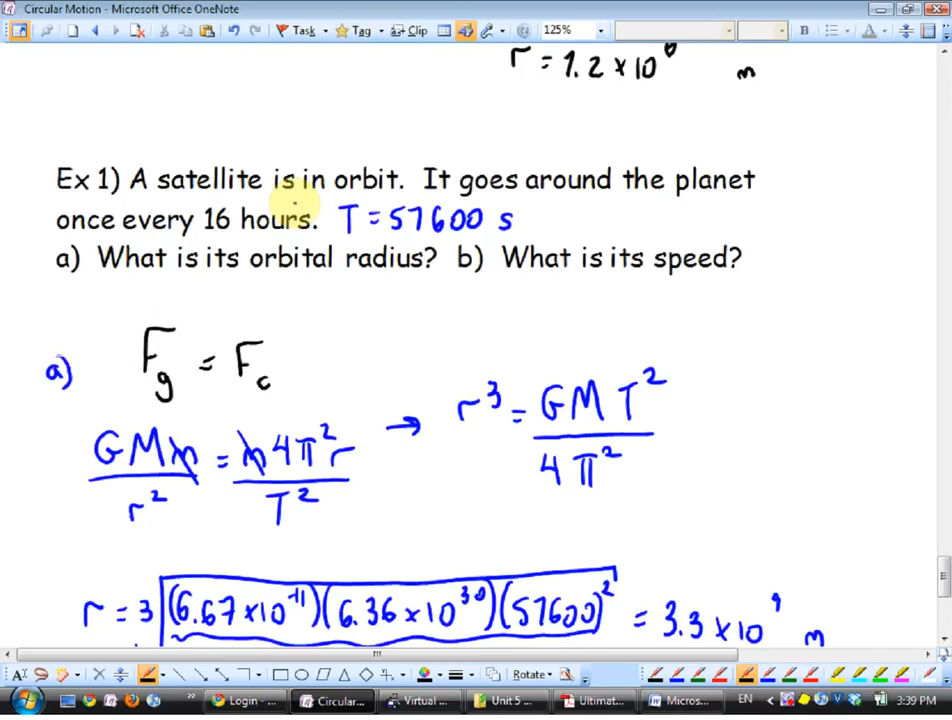 Circular Motion - Microsoft Office OneNote
Task Tag Clip 125% B A
r = 1.2 x 10 m
Ex 1) A satellite is in orbit. It goes around the planet
once every 16 hours. T = 57600 s
a) What is its orbital radius? b) What is its speed?
a) Fg = Fc
GMm / r² = m4π²r / T² → r³ = GMT² / 4π²
r = 3√(6.67 x 10⁻¹¹)(6.36 x 10³⁰)(57600)² = 3.3 x 10⁹ m
Rotate
Login - ... Circular... Virtual ... Unit 5 ... Ultimat... Micros... EN 3:39 PM